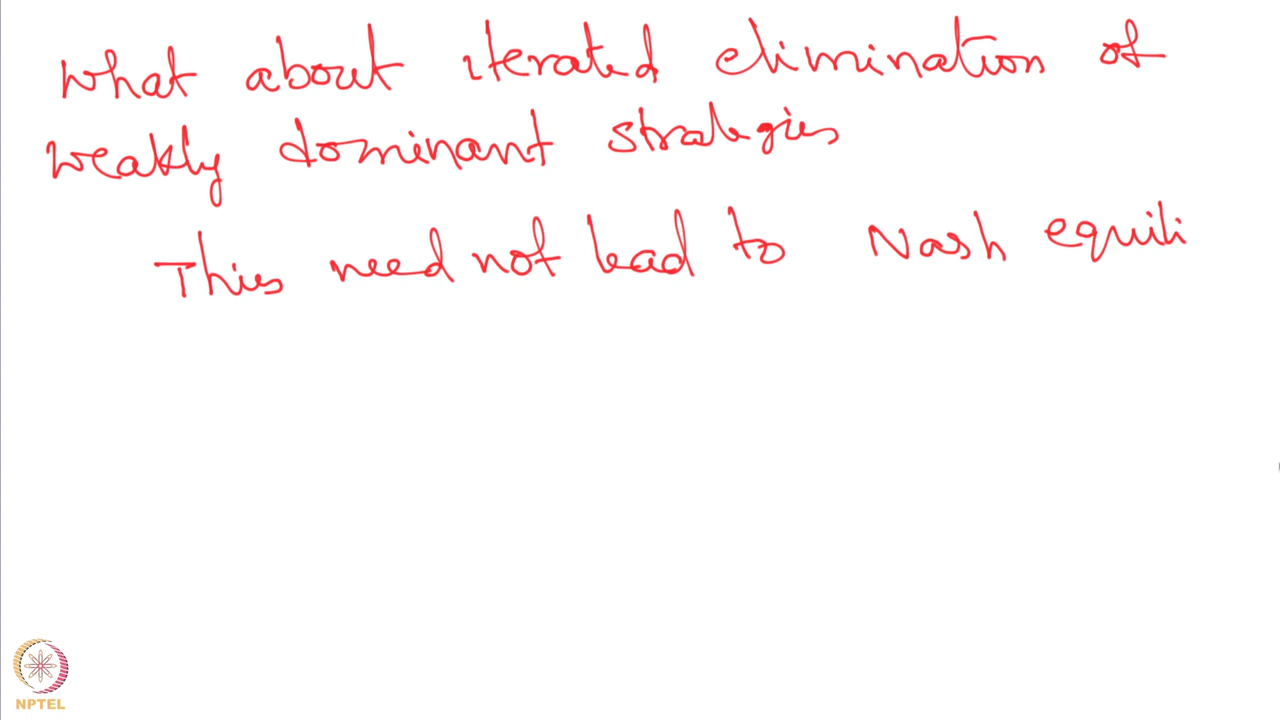 What about iterated elimination of
weakly dominant strategies
This need not lead to Nash equili
NPTEL